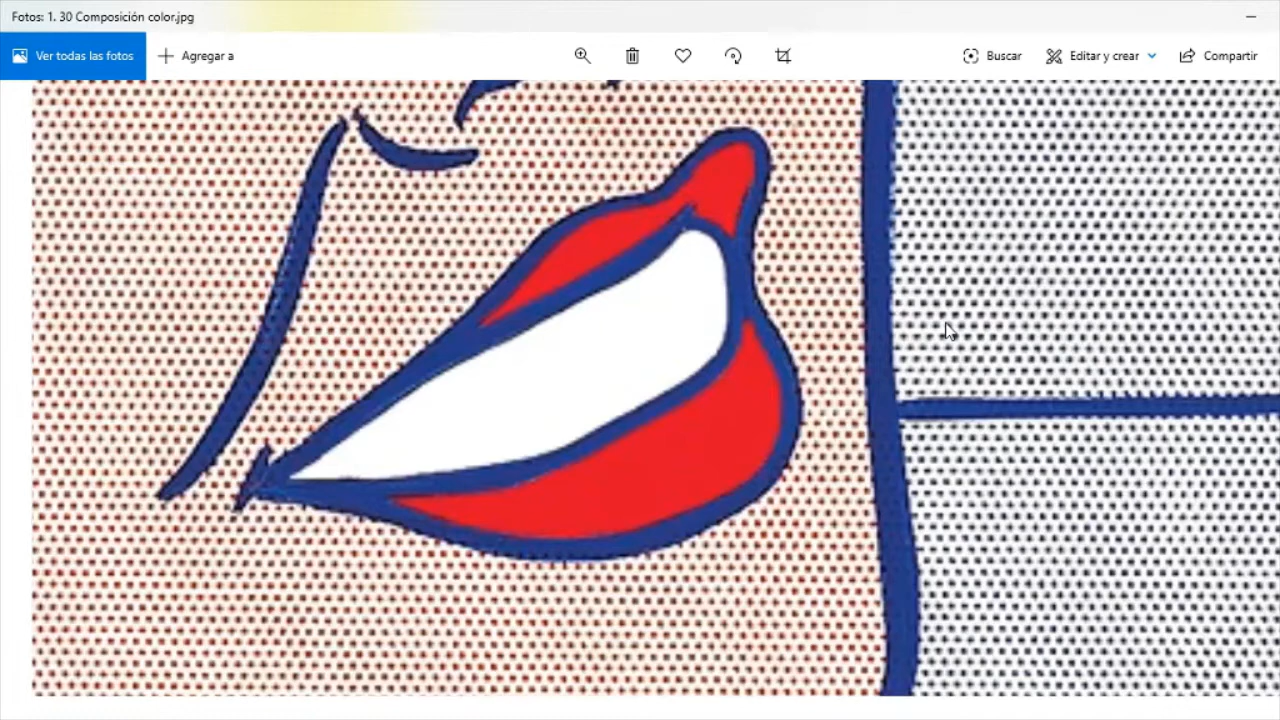 Fotos: 1. 30 Composición color.jpg
Ver todas las fotos
Agregar a
Buscar
Editar y crear
Compartir